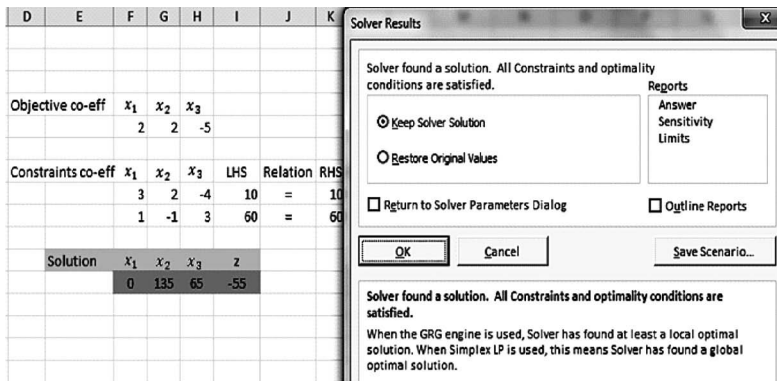 D E F G H I J K
Objective co-eff x₁ x₂ x₃
2 2 -5
Constraints co-eff x₁ x₂ x₃ LHS Relation RHS
3 2 -4 10 = 10
1 -1 3 60 = 60
Solution x₁ x₂ x₃ z
0 135 65 -55
Solver Results
X
Solver found a solution. All Constraints and optimality
conditions are satisfied.
Reports
Answer
Sensitivity
Limits
Keep Solver Solution
Restore Original Values
Return to Solver Parameters Dialog
Outline Reports
OK
Cancel
Save Scenario...
Solver found a solution. All Constraints and optimality conditions are
satisfied.
When the GRG engine is used, Solver has found at least a local optimal
solution. When Simplex LP is used, this means Solver has found a global
optimal solution.